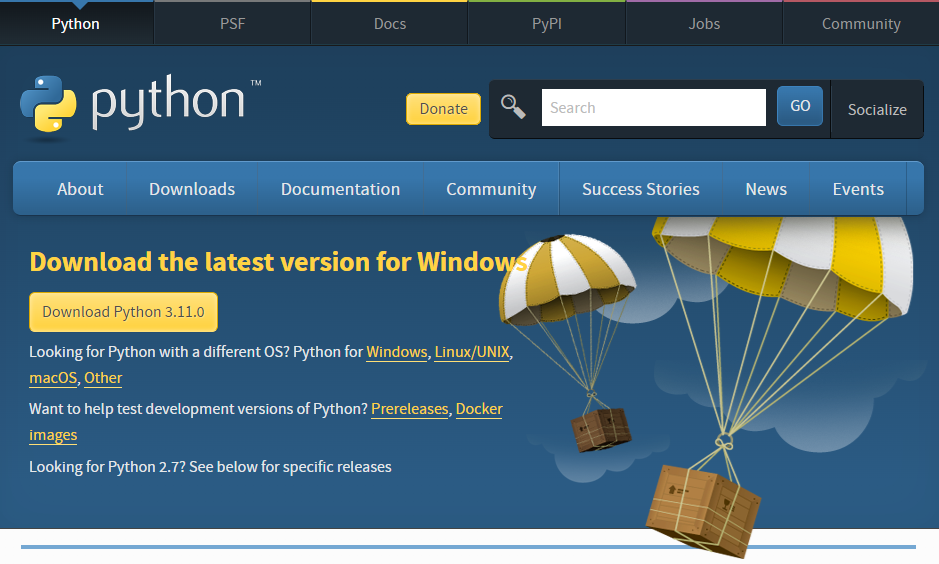 Python PSF Docs PyPI Jobs Community
python™
Donate Search GO Socialize
About Downloads Documentation Community Success Stories News Events
Download the latest version for Windows
Download Python 3.11.0
Looking for Python with a different OS? Python for Windows, Linux/UNIX,
macOS, Other
Want to help test development versions of Python? Prereleases, Docker
images
Looking for Python 2.7? See below for specific releases